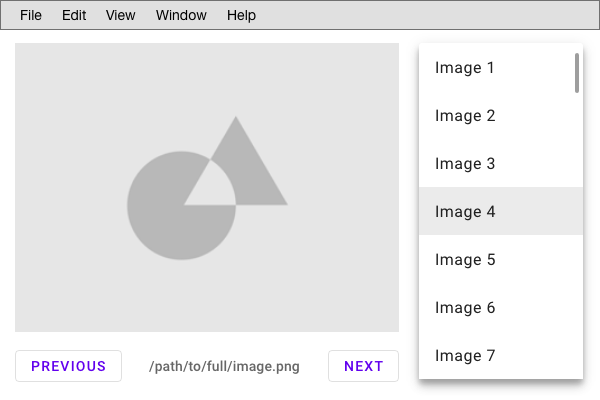 File Edit View Window Help
Image 1
Image 2
Image 3
Image 4
Image 5
Image 6
Image 7
PREVIOUS /path/to/full/image.png NEXT